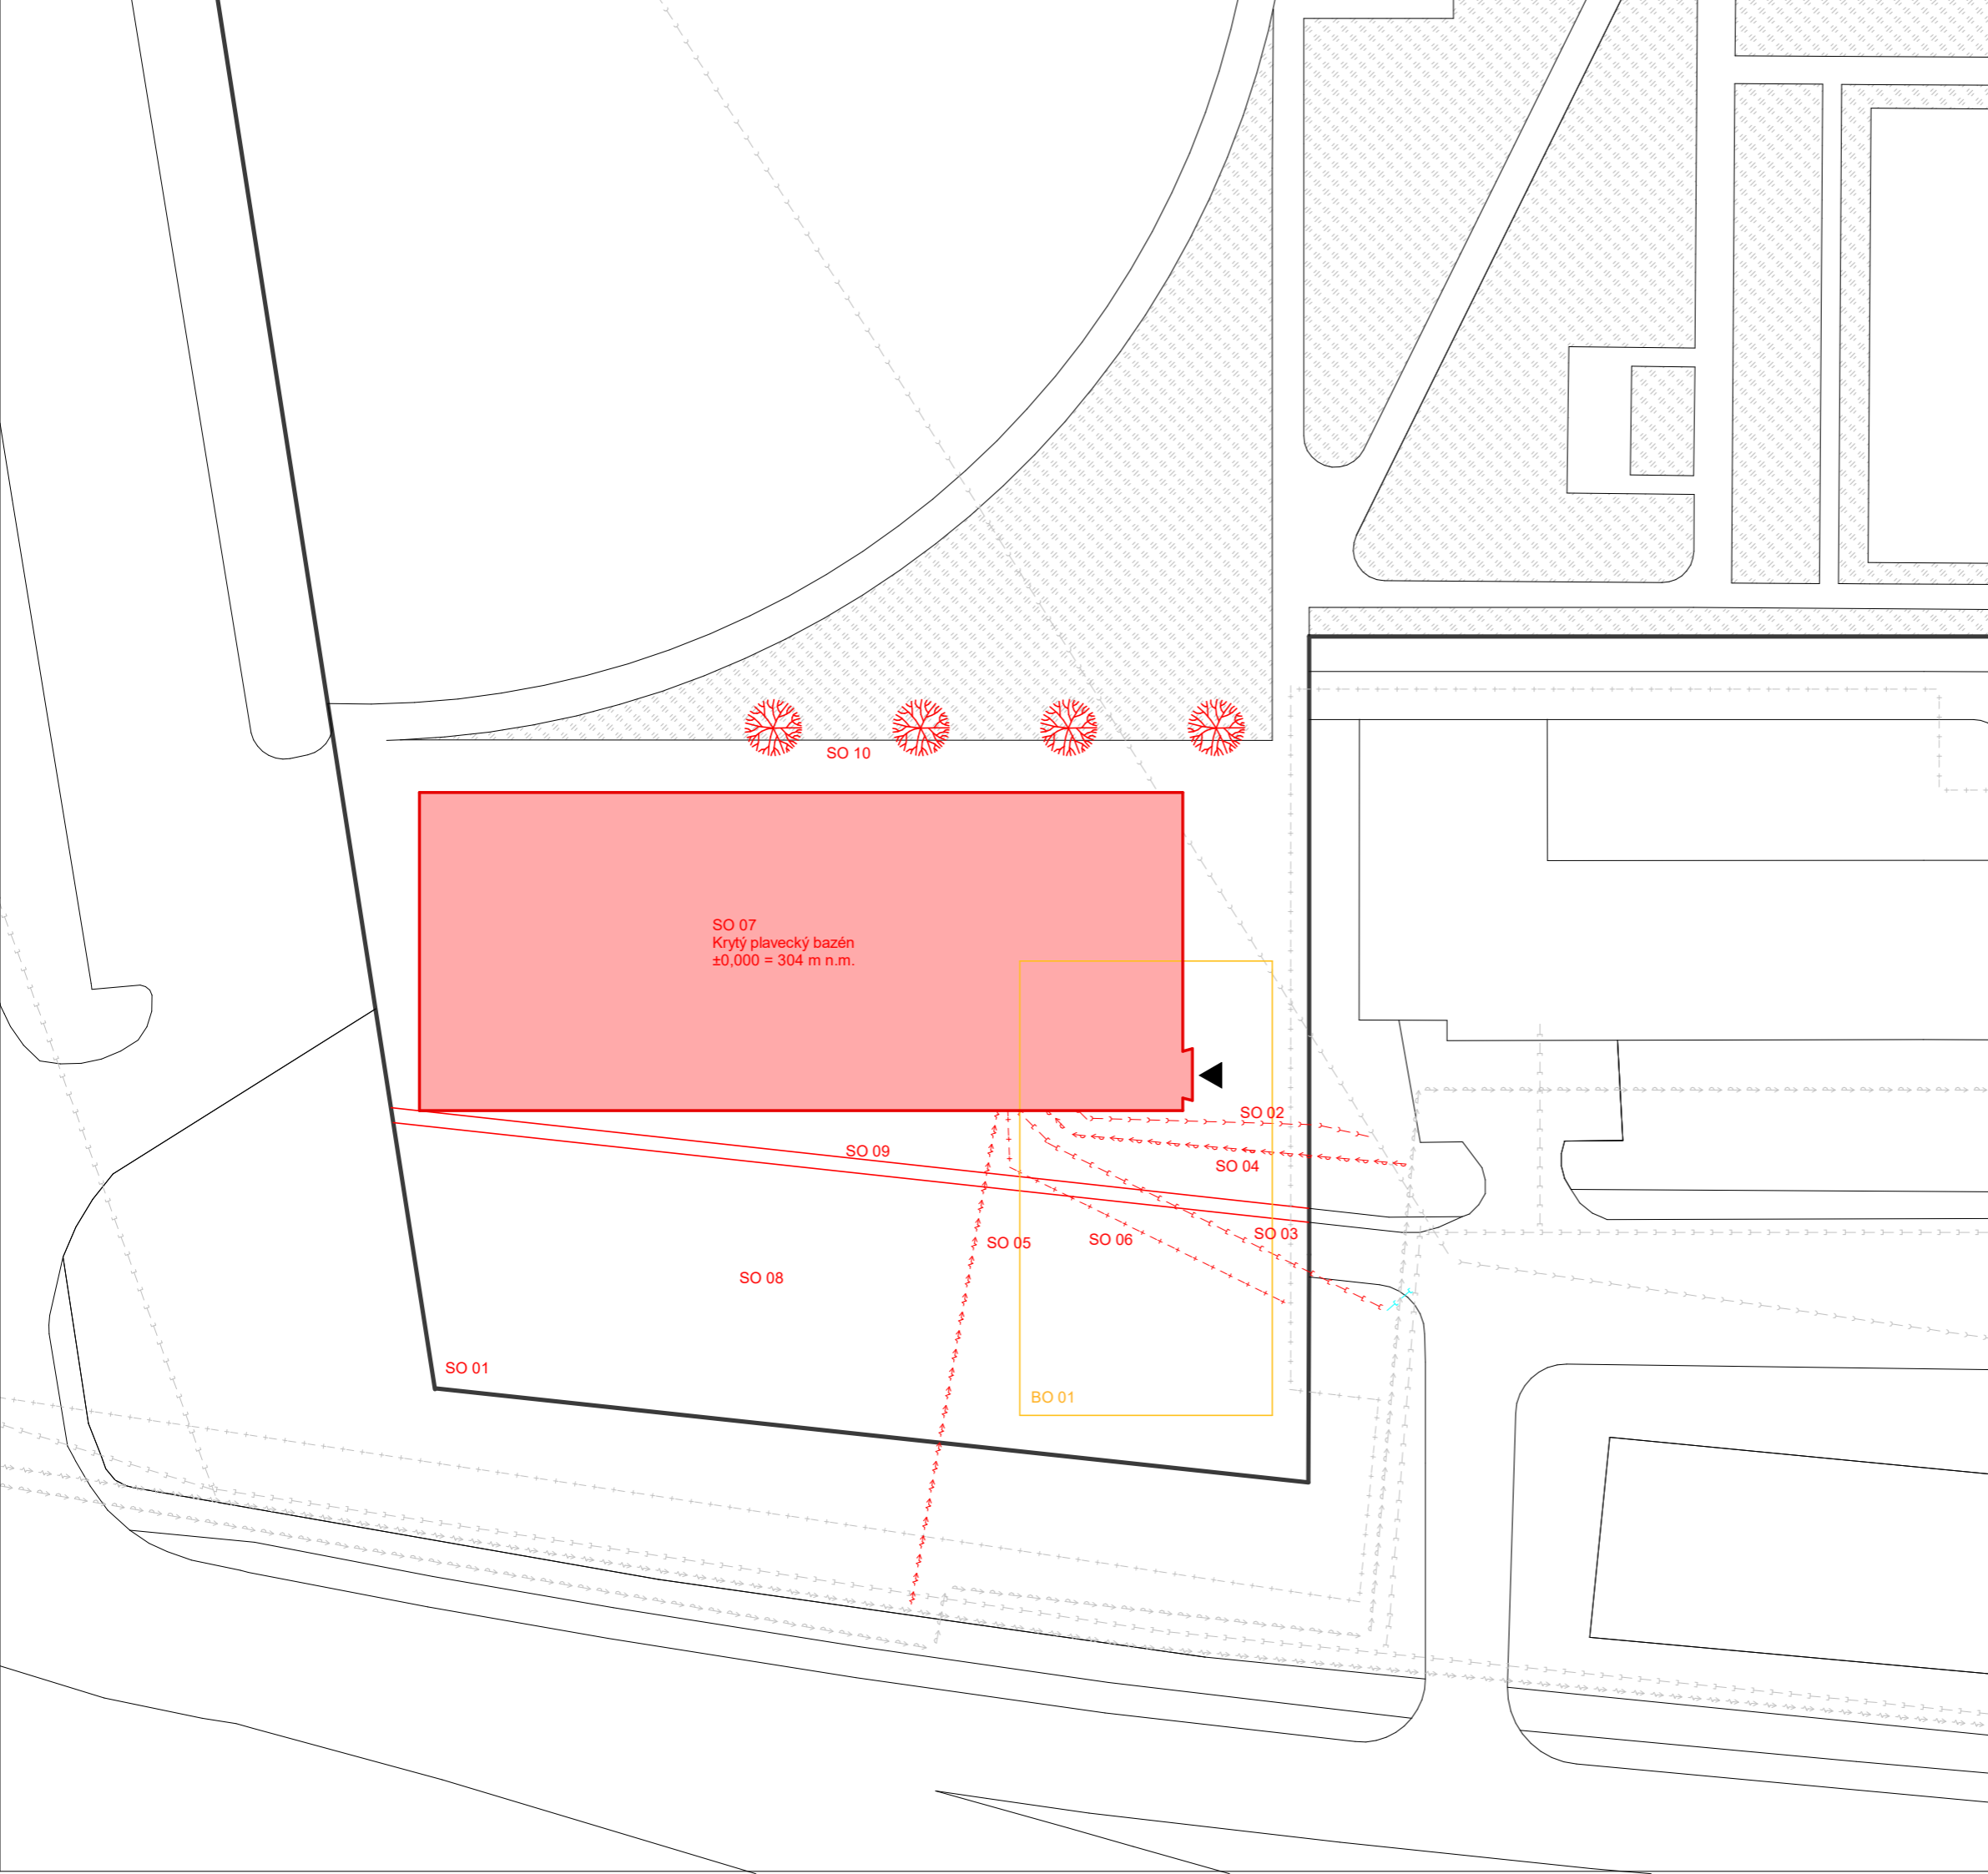 SO 10
SO 07
Krytý plavecký bazén
±0,000 = 304 m n.m.
SO 02
SO 09
SO 04
SO 03
SO 06
SO 05
SO 08
SO 01
BO 01